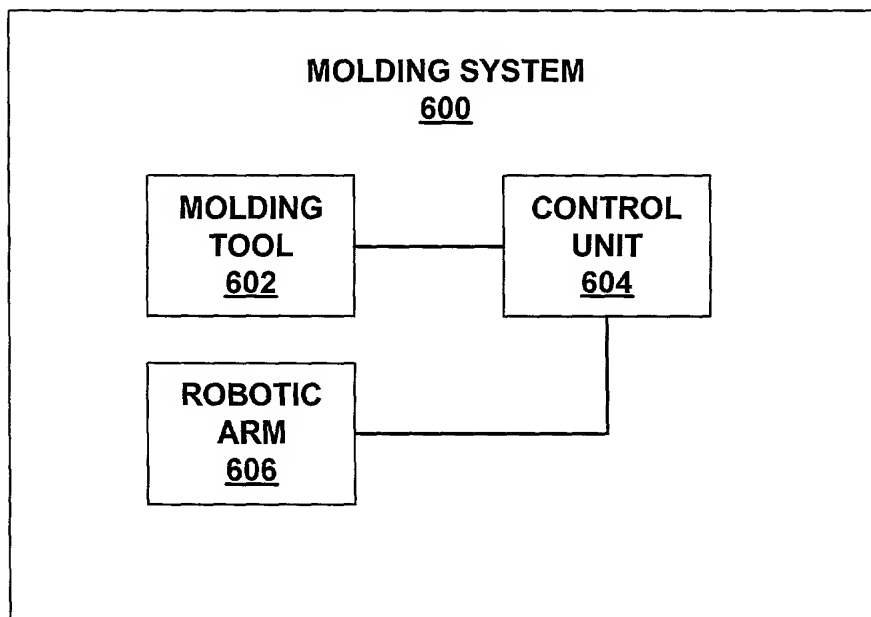 MOLDING SYSTEM
600
MOLDING
TOOL
602
CONTROL
UNIT
604
ROBOTIC
ARM
606